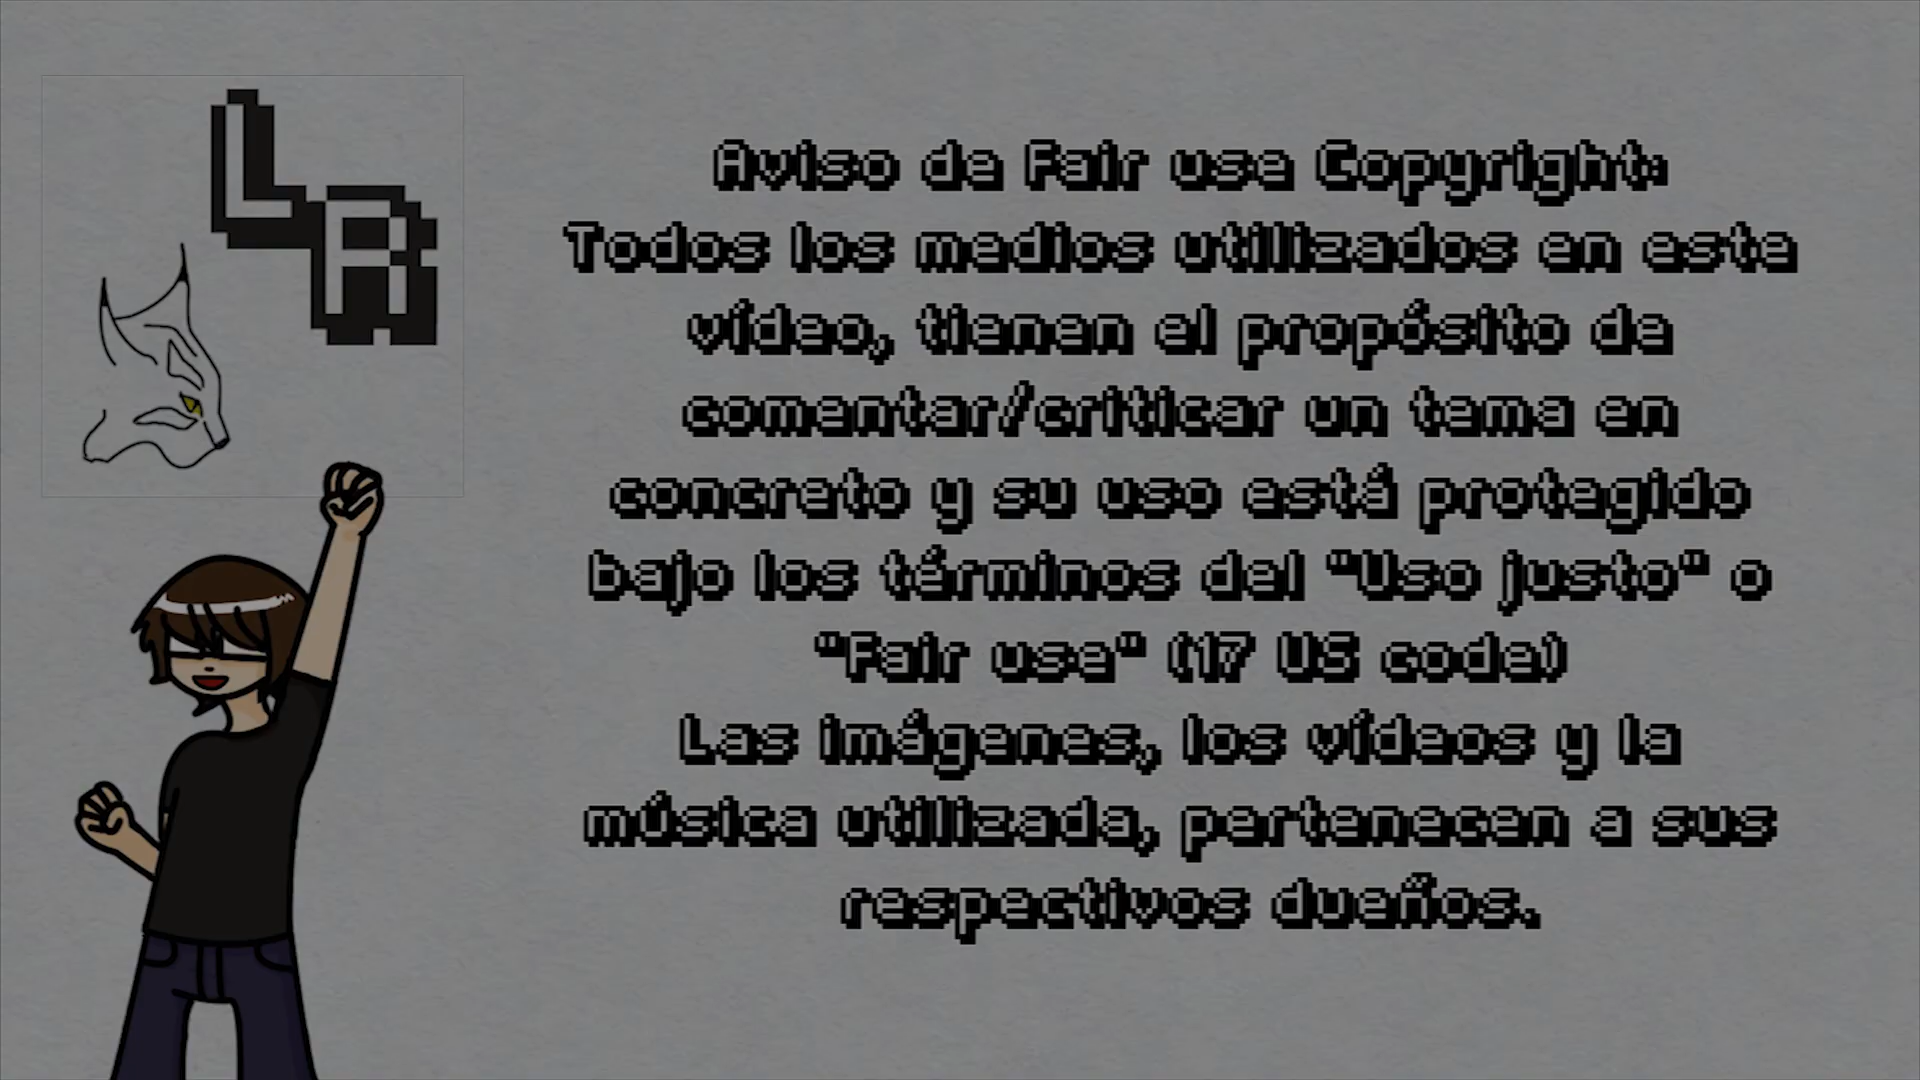 LR
Aviso de Fair use Copyright:
Todos los medios utilizados en este
vídeo, tienen el propósito de
comentar/criticar un tema en
concreto y su uso está protegido
bajo los términos del "Uso justo" o
"Fair use" (17 US code)
Las imágenes, los vídeos y la
música utilizada, pertenecen a sus
respectivos dueños.